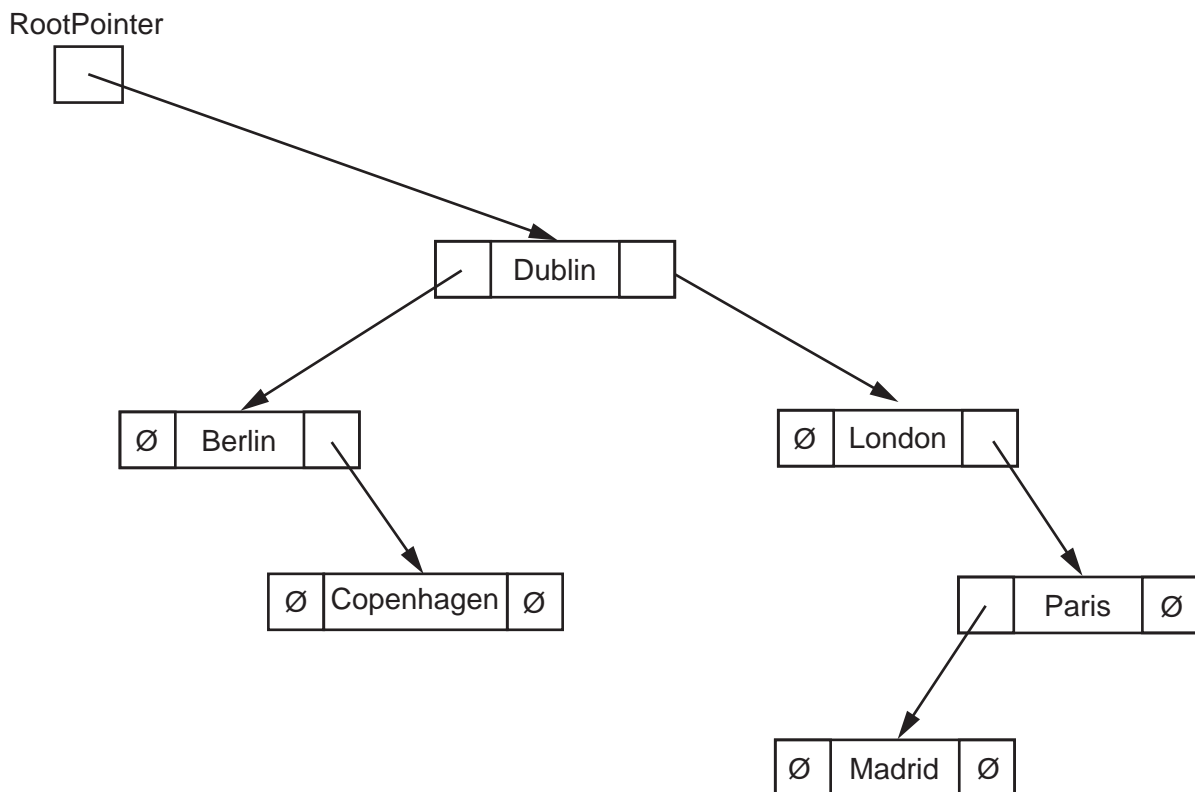 RootPointer
Dublin
Ø Berlin
Ø London
Ø Copenhagen Ø
Paris Ø
Ø Madrid Ø